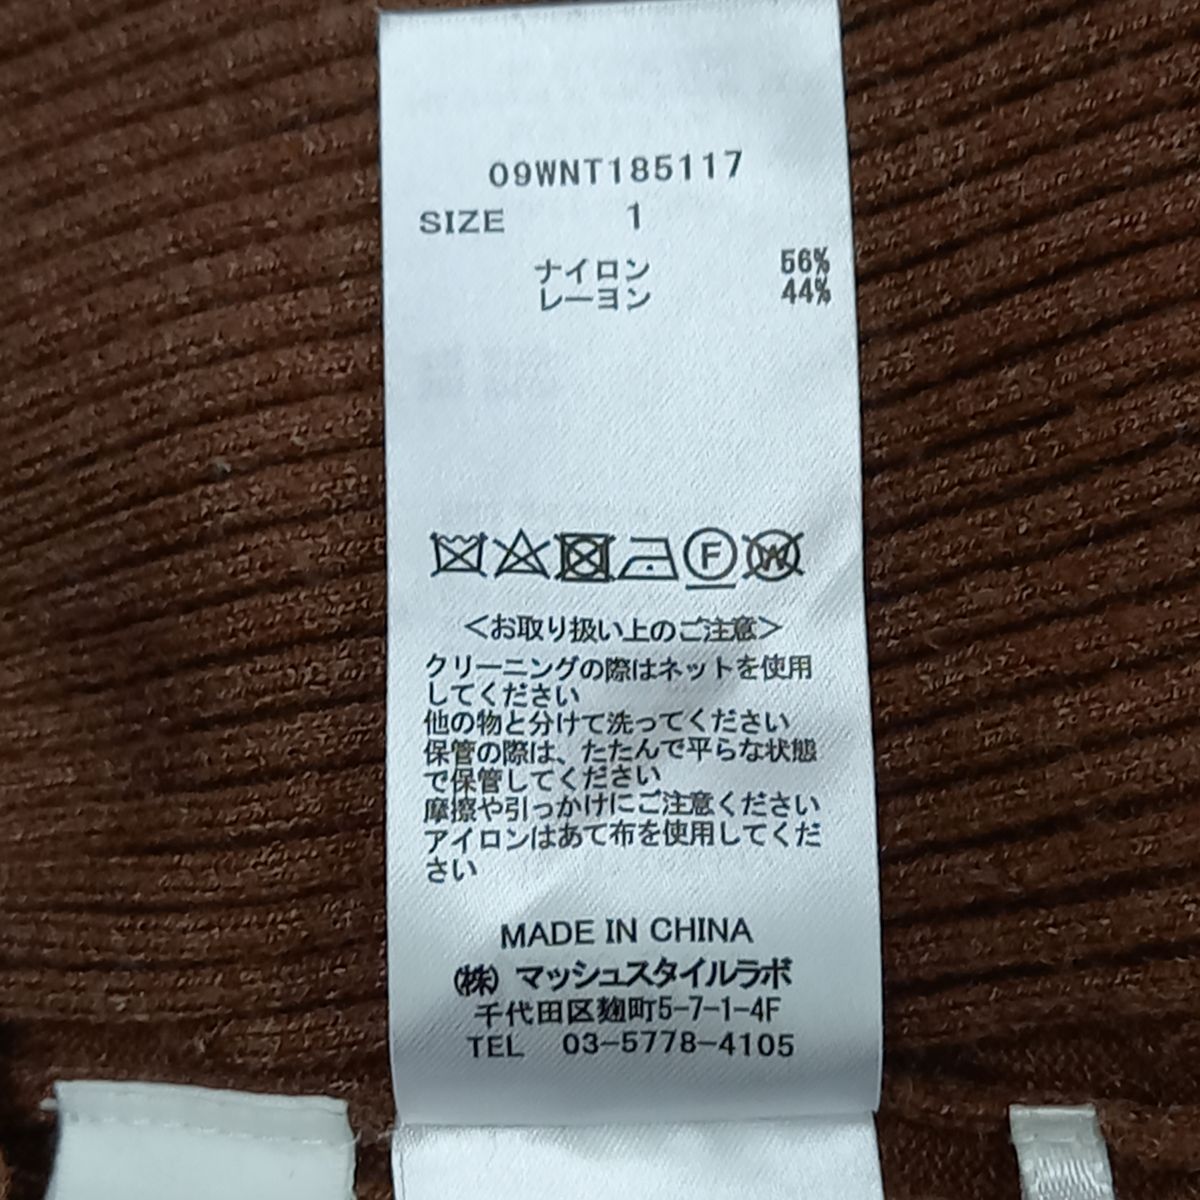 09WNT185117
SIZE 1
ナイロン 56%
レーヨン 44%
F W
<お取り扱い上のご注意>
クリーニングの際はネットを使用
してください
他の物と分けて洗ってください
保管の際は、たたんで平らな状態
で保管してください
摩擦や引っかけにご注意ください
アイロンはあて布を使用してくだ
さい
MADE IN CHINA
(株) マッシュスタイルラボ
千代田区麹町5-7-1-4F
TEL 03-5778-4105